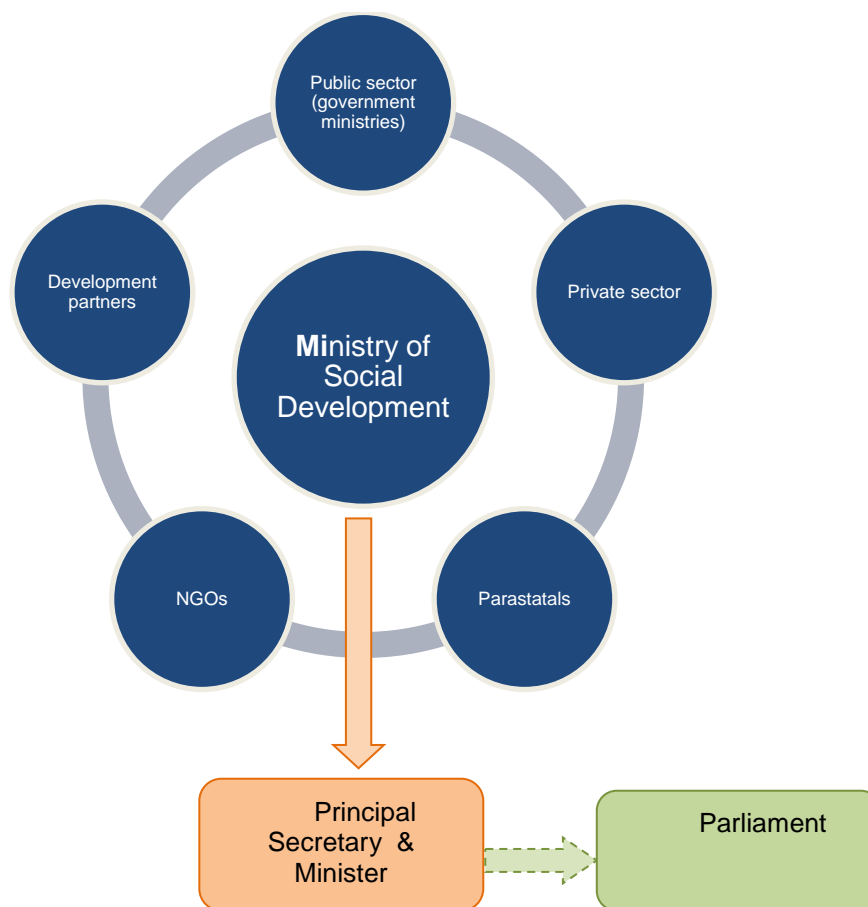 Public sector
(government
ministries)
Development
partners
Private sector
Ministry of
Social
Development
NGOs
Parastatals
Principal
Secretary &
Minister
Parliament